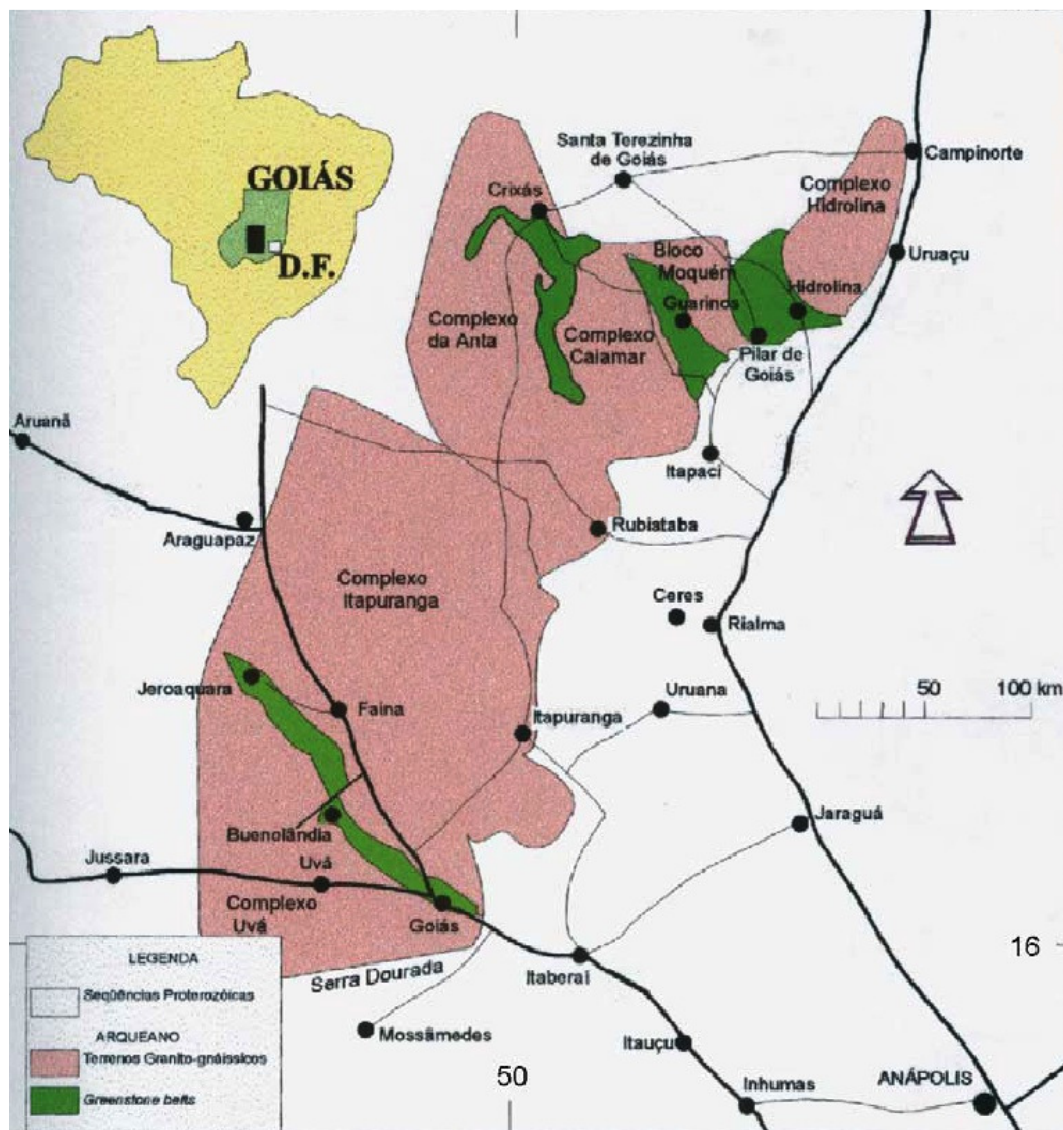 GOIÁS
D.F.
Santa Terezinha
de Goiás
Campinorte
Crixás
Complexo
Hidrolina
Uruaçu
Bloco
Moquém
Hidrolina
Guarinos
Complexo
da Anta
Complexo
Caiamar
Pilar de
Goiás
Aruanã
Itapaci
Araguapaz
Rubiataba
Complexo
Itapuranga
Ceres
Rialma
Jeroaquara
Faina
Uruana
50 100 km
Itapuranga
Buenolândia
Jaraguá
Jussara
Uvá
Complexo
Uvá
Goiás
16
Serra Dourada
Itaberaí
LEGENDA
Seqüências Proterozóicas
ARQUEANO
Terrenos Granito-gnáissicos
Greenstone belts
Mossâmedes
Itauçu
50
Inhumas
ANÁPOLIS